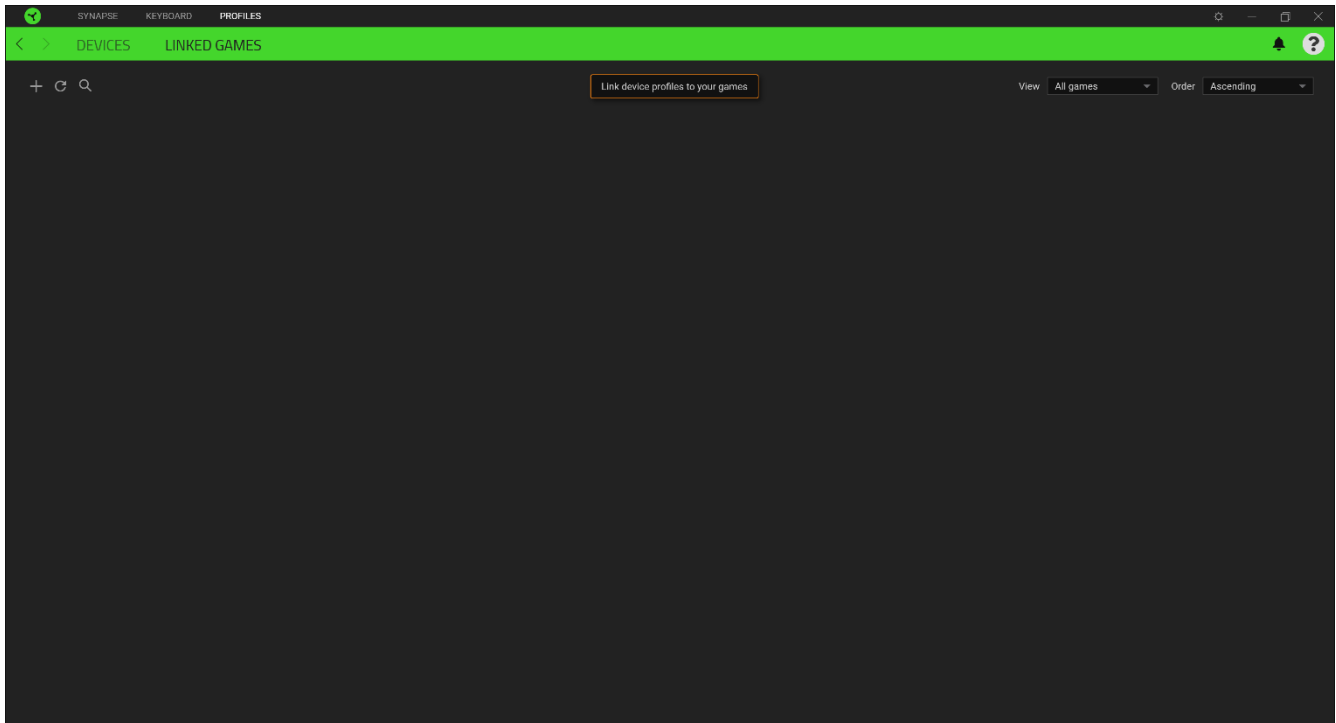 SYNAPSE KEYBOARD PROFILES
DEVICES LINKED GAMES ?
Link device profiles to your games View All games Order Ascending